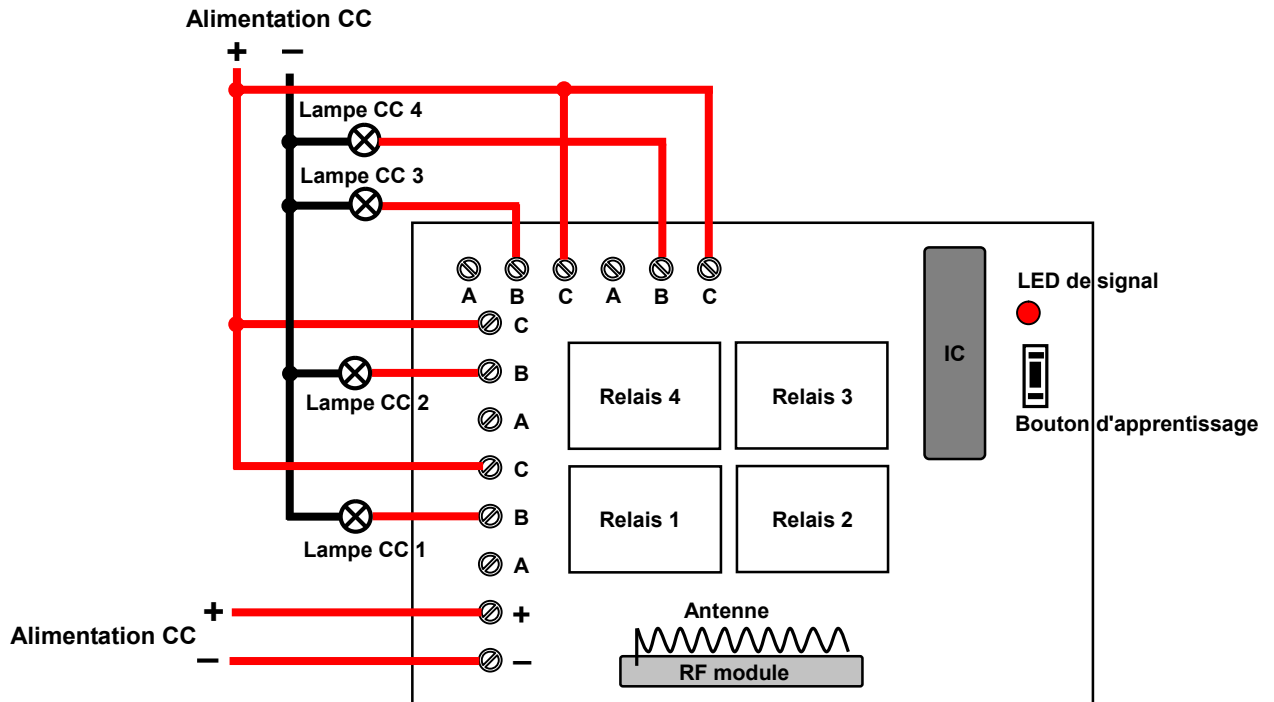 Alimentation CC
+ −
Lampe CC 4
Lampe CC 3
A B C A B C
LED de signal
C
IC
B
Relais 4 Relais 3
Lampe CC 2
A
Bouton d'apprentissage
C
B
Relais 1 Relais 2
Lampe CC 1
A
+ +
Antenne
Alimentation CC
− −
RF module